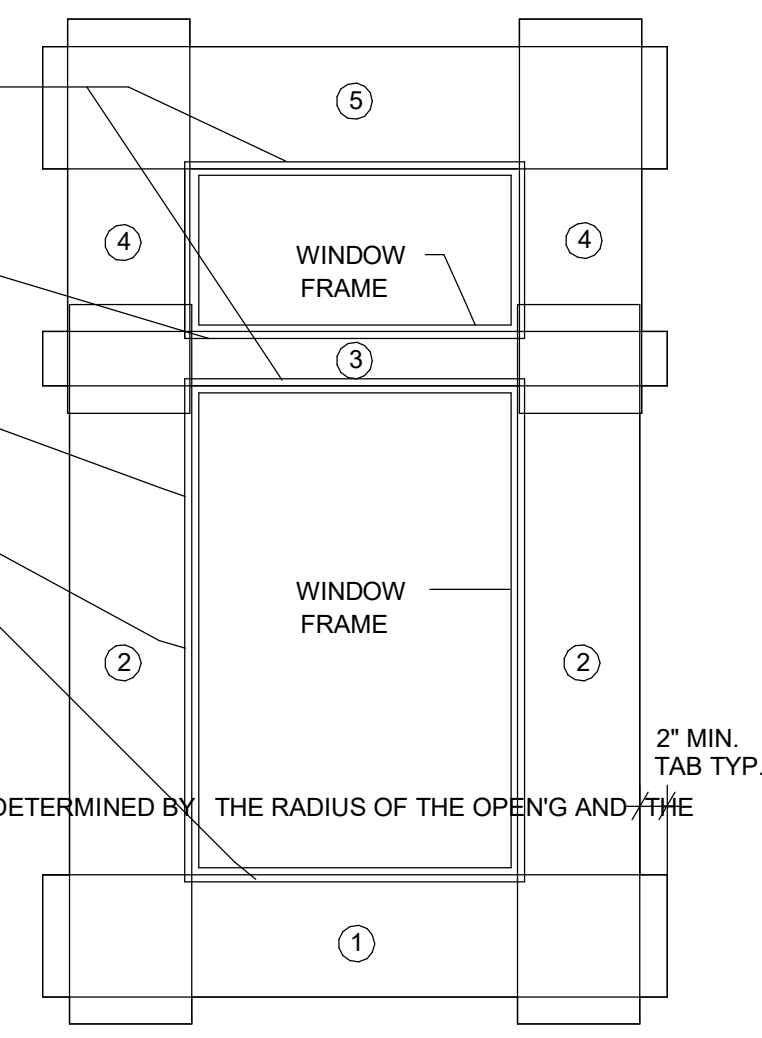 5
4
4
WINDOW
FRAME
3
WINDOW
FRAME
2
2
2" MIN.
TAB TYP.
DETERMINED BY THE RADIUS OF THE OPEN'G AND THE
1